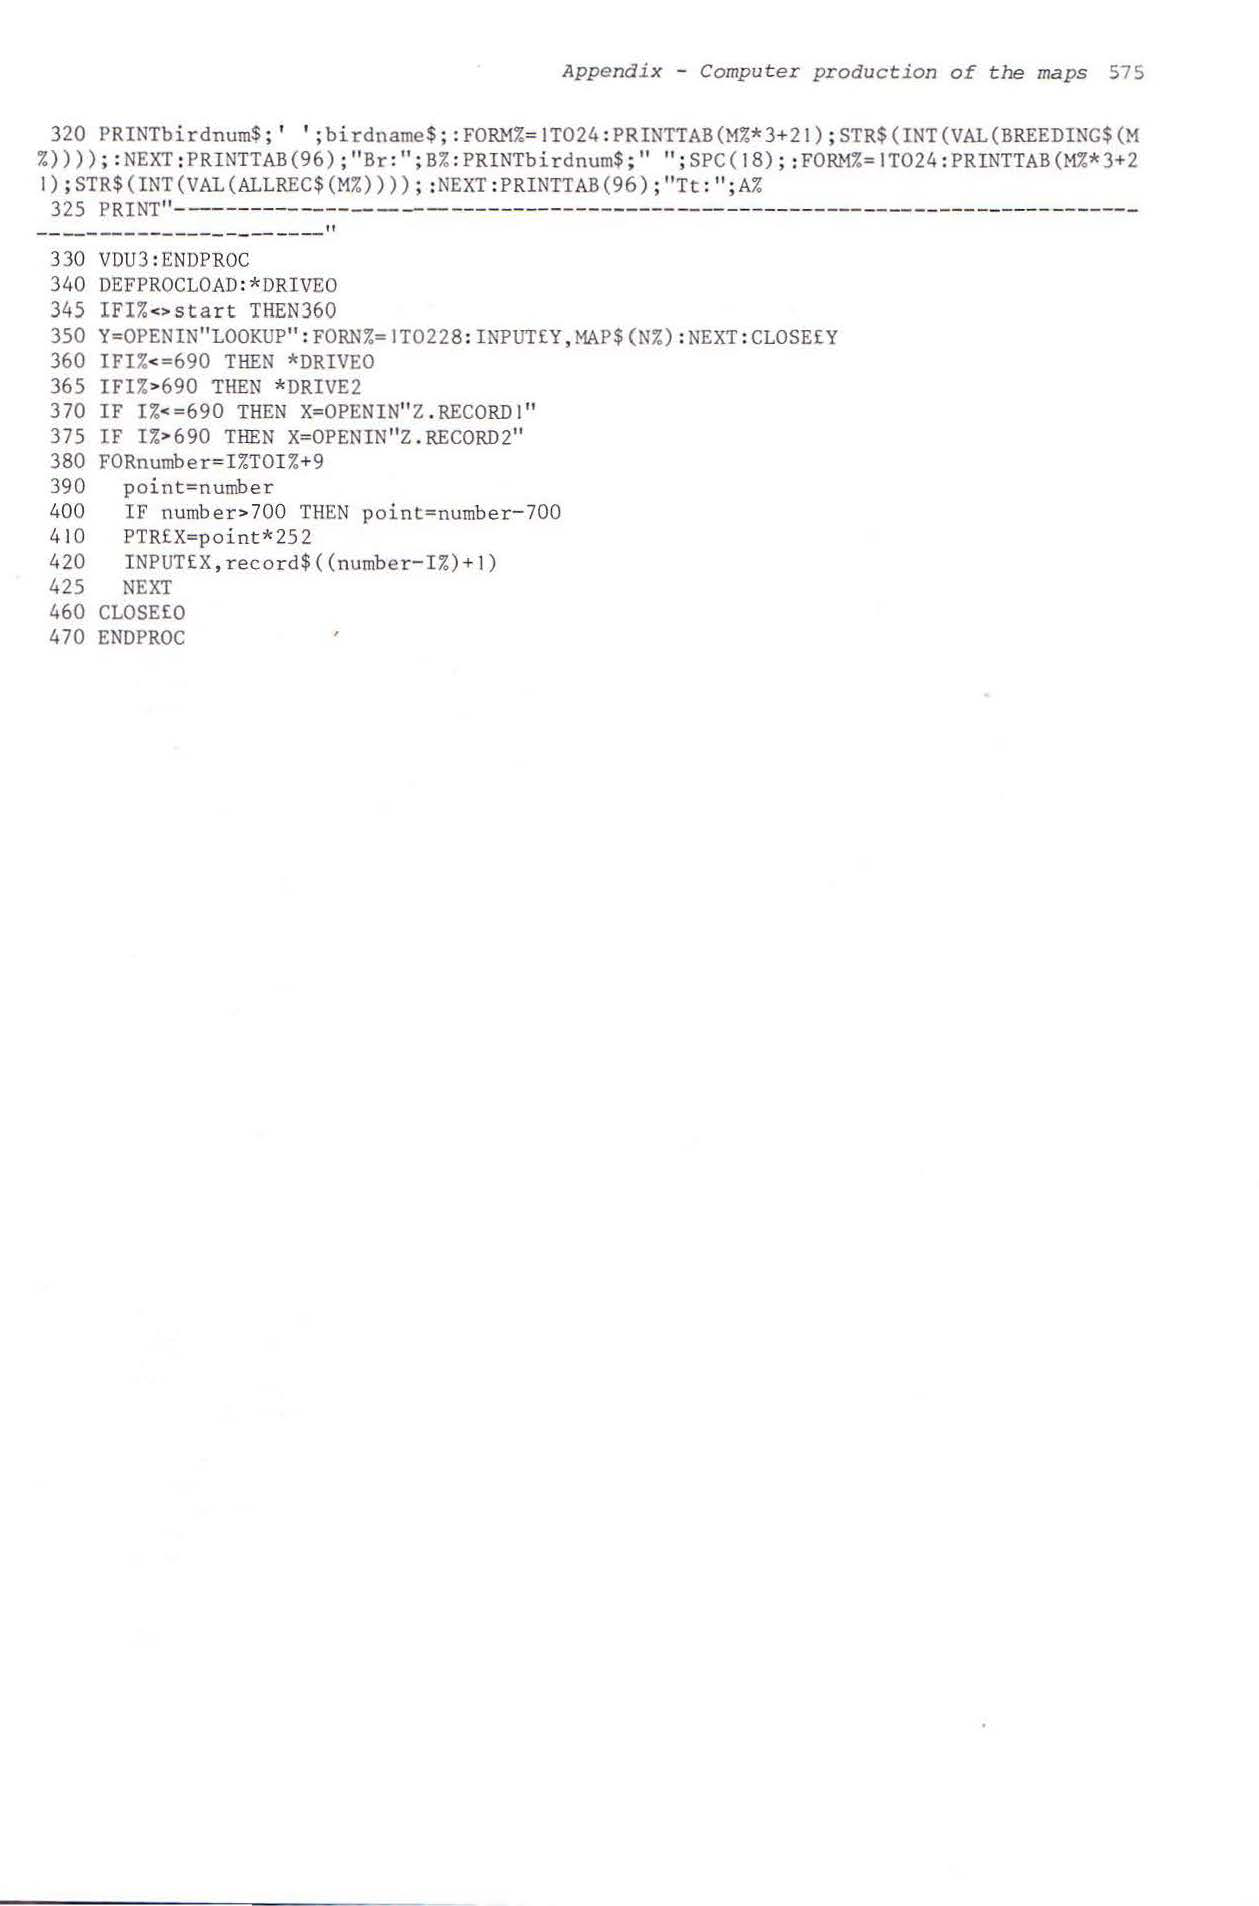 Appendix - Computer production of the maps 575
320 PRINTbirdnum$;' ';birdname$;:FORM%=1TO24:PRINTTAB(M%*3+21);STR$(INT(VAL(BREEDING$(M
%))));:NEXT:PRINTTAB(96);"Br:";B%:PRINTbirdnum$;" ";SPC(18);:FORM%=1TO24:PRINTTAB(M%*3+2
1);STR$(INT(VAL(ALLREC$(M%))));:NEXT:PRINTTAB(96);"Tt:";A%
325 PRINT"-----------------------------------------------------------------------------
-----------------------"
330 VDU3:ENDPROC
340 DEFPROCLOAD:*DRIVE0
345 IFI%<>start THEN360
350 Y=OPENIN"LOOKUP":FORN%=1TO228:INPUT£Y,MAP$(N%):NEXT:CLOSE£Y
360 IFI%<=690 THEN *DRIVE0
365 IFI%>690 THEN *DRIVE2
370 IF I%<=690 THEN X=OPENIN"Z.RECORD1"
375 IF I%>690 THEN X=OPENIN"Z.RECORD2"
380 FORnumber=I%TOI%+9
390   point=number
400   IF number>700 THEN point=number-700
410   PTR£X=point*252
420   INPUT£X,record$((number-I%)+1)
425   NEXT
460 CLOSE£0
470 ENDPROC